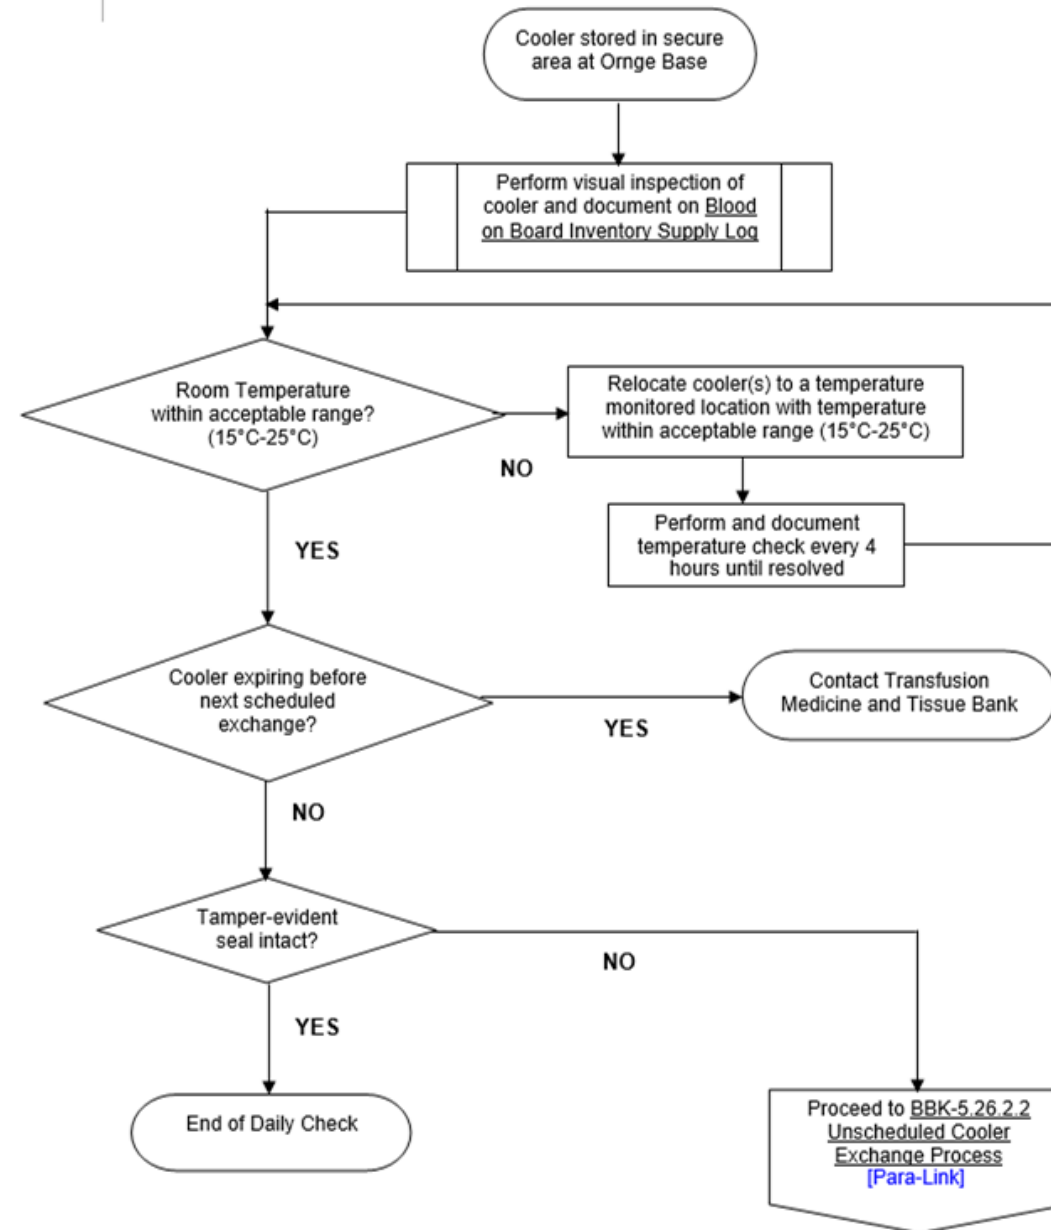 Cooler stored in secure
area at Ornge Base
Perform visual inspection of
cooler and document on Blood
on Board Inventory Supply Log
Room Temperature
within acceptable range?
(15°C-25°C)
NO
Relocate cooler(s) to a temperature
monitored location with temperature
within acceptable range (15°C-25°C)
Perform and document
temperature check every 4
hours until resolved
YES
Cooler expiring before
next scheduled
exchange?
YES
Contact Transfusion
Medicine and Tissue Bank
NO
Tamper-evident
seal intact?
NO
YES
End of Daily Check
Proceed to BBK-5.26.2.2
Unscheduled Cooler
Exchange Process
[Para-Link]